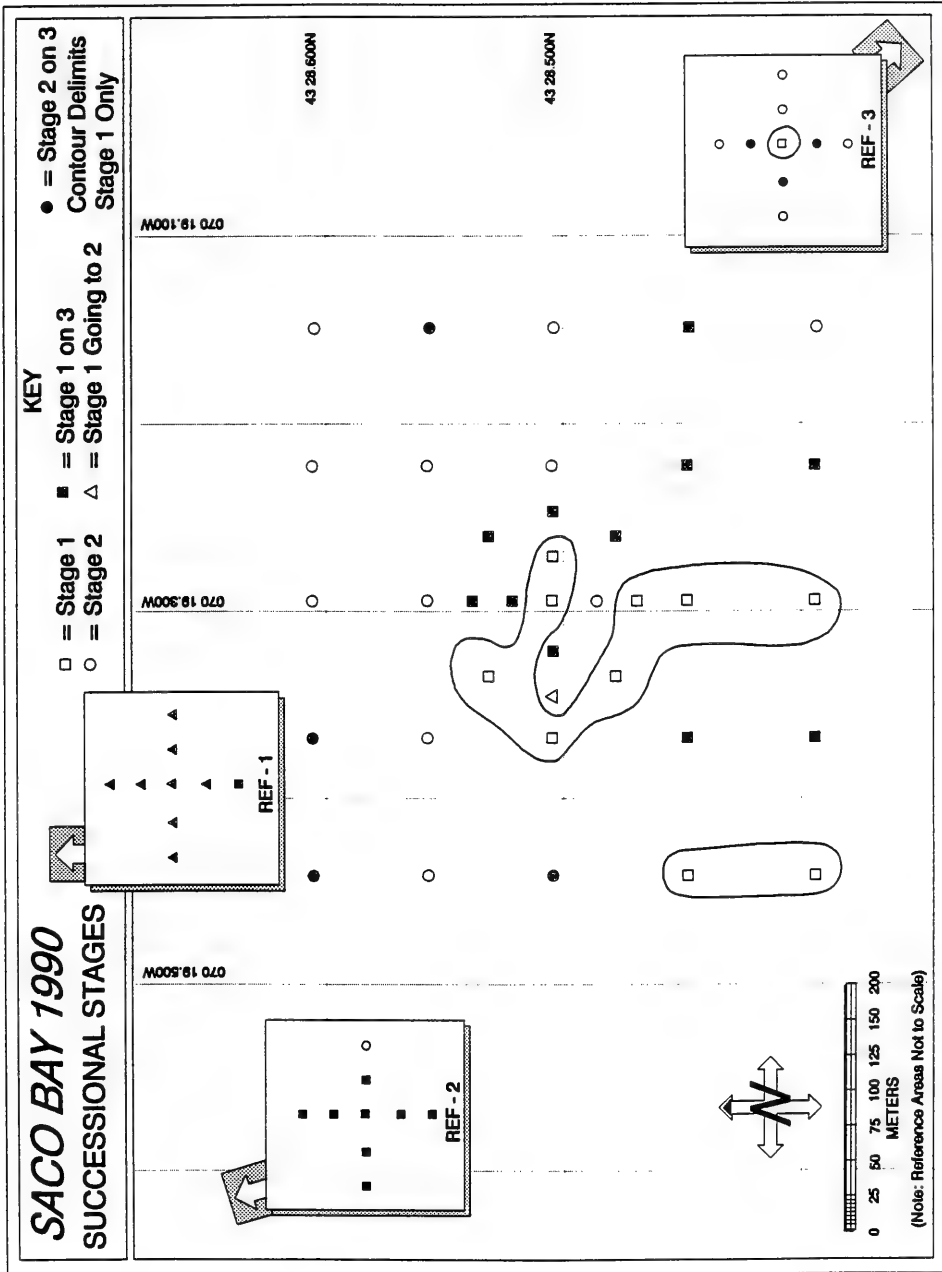 SACO BAY 1990
SUCCESSIONAL STAGES
KEY
□ = Stage 1
○ = Stage 2
■ = Stage 1 on 3
△ = Stage 1 Going to 2
● = Stage 2 on 3
Contour Delimits
Stage 1 Only
070 19.500W
070 19.300W
070 19.100W
43 28.600N
43 28.500N
REF - 1
REF - 2
REF - 3
N
0 25 50 75 100 125 150 200
METERS
(Note: Reference Areas Not to Scale)